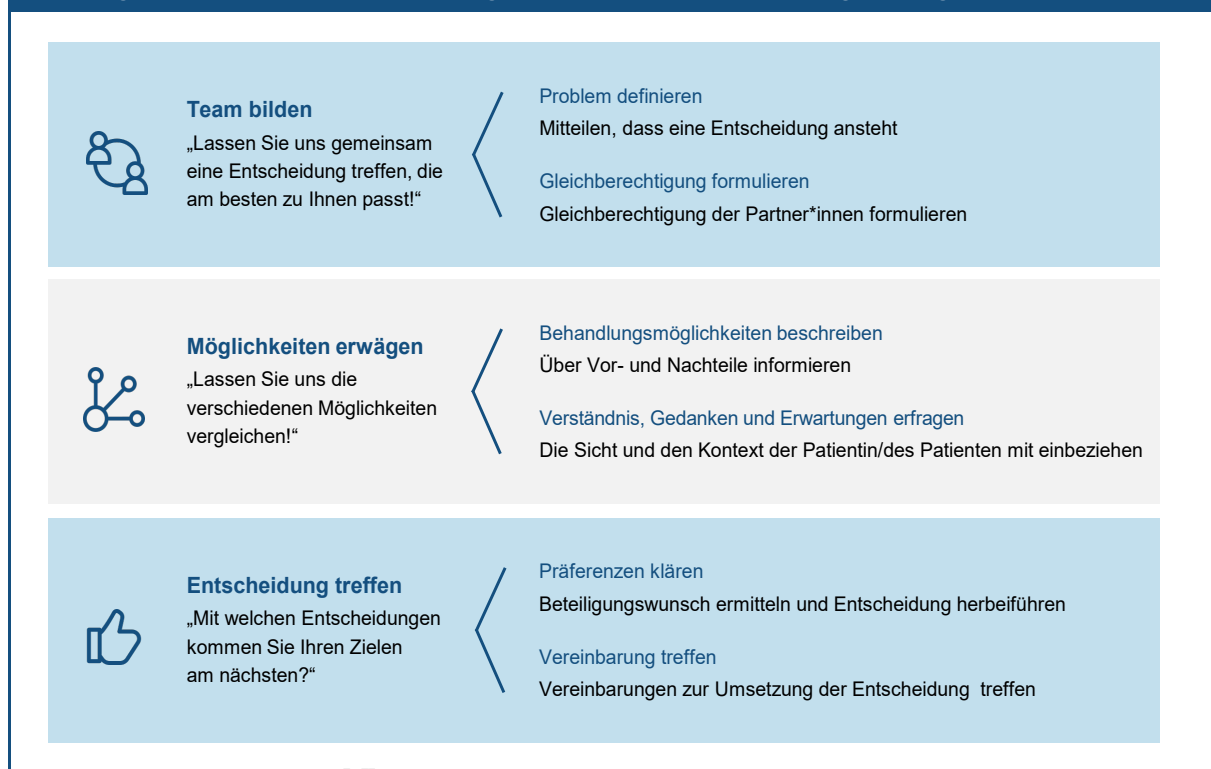 Team bilden
„Lassen Sie uns gemeinsam
eine Entscheidung treffen, die
am besten zu Ihnen passt!“
Problem definieren
Mitteilen, dass eine Entscheidung ansteht
Gleichberechtigung formulieren
Gleichberechtigung der Partner*innen formulieren
Möglichkeiten erwägen
„Lassen Sie uns die
verschiedenen Möglichkeiten
vergleichen!“
Behandlungsmöglichkeiten beschreiben
Über Vor- und Nachteile informieren
Verständnis, Gedanken und Erwartungen erfragen
Die Sicht und den Kontext der Patientin/des Patienten mit einbeziehen
Entscheidung treffen
„Mit welchen Entscheidungen
kommen Sie Ihren Zielen
am nächsten?“
Präferenzen klären
Beteiligungswunsch ermitteln und Entscheidung herbeiführen
Vereinbarung treffen
Vereinbarungen zur Umsetzung der Entscheidung  treffen